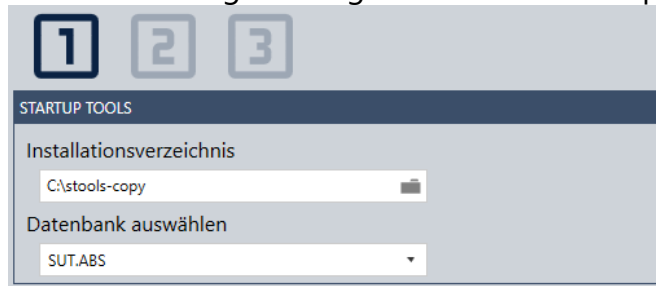 1 2 3
STARTUP TOOLS
Installationsverzeichnis
C:\stools-copy
Datenbank auswählen
SUT.ABS